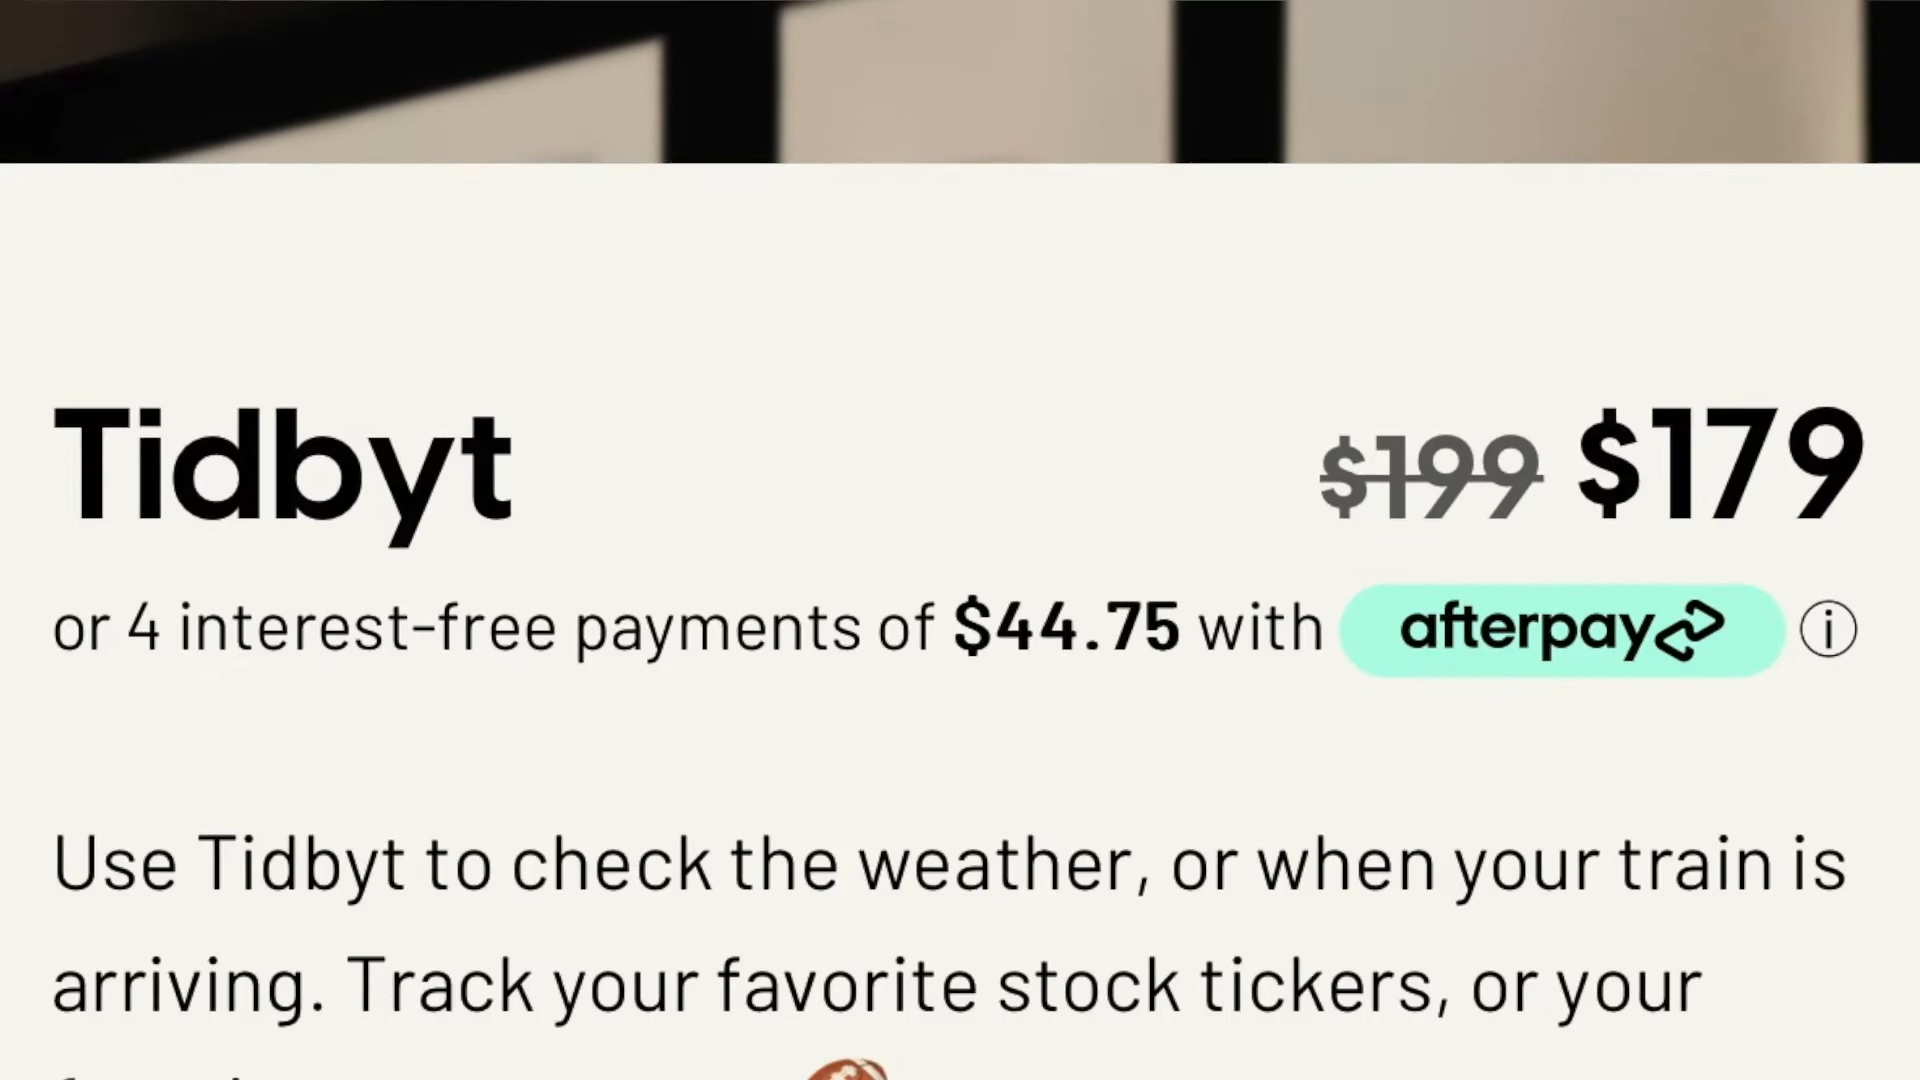 Tidbyt $199 $179
or 4 interest-free payments of $44.75 with afterpay ⓘ
Use Tidbyt to check the weather, or when your train is
arriving. Track your favorite stock tickers, or your